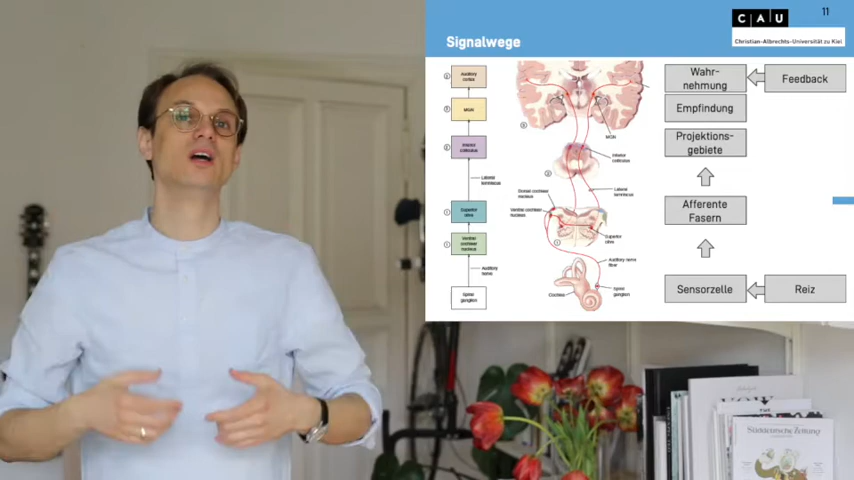 11
CAU
Christian-Albrechts-Universität zu Kiel
Signalwege
Auditory
cortex
MGN
Inferior
colliculus
Lateral
lemniscus
Superior
olive
Ventral
cochlear
nucleus
Auditory
nerve
Spiral
ganglion
MGN
Inferior
colliculus
Dorsal cochlear
nucleus
Lateral
lemniscus
Ventral cochlear
nucleus
Superior
olive
Auditory nerve
fiber
Cochlea
Spiral
ganglion
Wahr-
nehmung
Feedback
Empfindung
Projektions-
gebiete
Afferente
Fasern
Sensorzelle
Reiz
Süddeutsche Zeitung